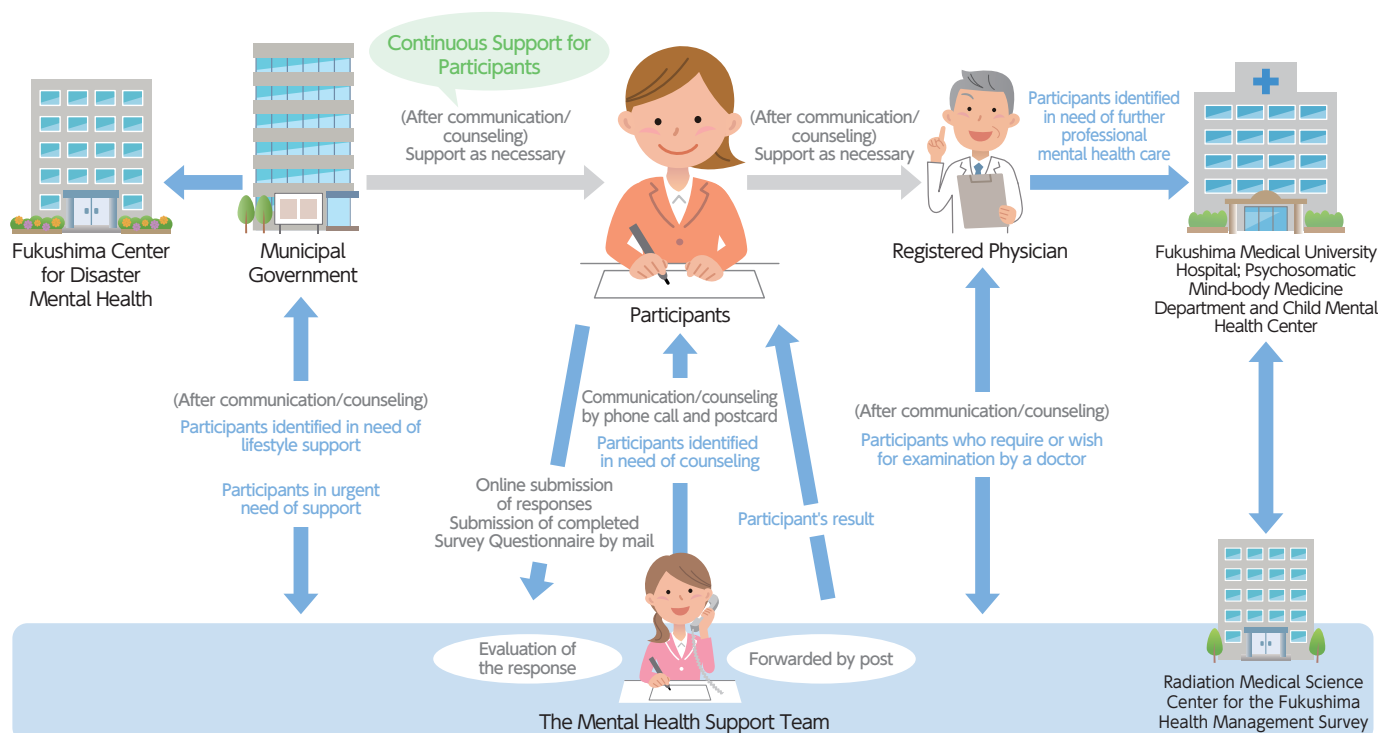 Continuous Support for
Participants
Fukushima Center
for Disaster
Mental Health
Municipal
Government
(After communication/
counseling)
Support as necessary
Participants
(After communication/
counseling)
Support as necessary
Registered Physician
Participants identified
in need of further
professional
mental health care
Fukushima Medical University
Hospital; Psychosomatic
Mind-body Medicine
Department and Child Mental
Health Center
(After communication/counseling)
Participants identified in need of
lifestyle support
Participants in urgent
need of support
Online submission
of responses
Submission of completed
Survey Questionnaire by mail
Communication/counseling
by phone call and postcard
Participants identified
in need of counseling
Participant's result
(After communication/counseling)
Participants who require or wish
for examination by a doctor
Evaluation of
the response
Forwarded by post
The Mental Health Support Team
Radiation Medical Science
Center for the Fukushima
Health Management Survey